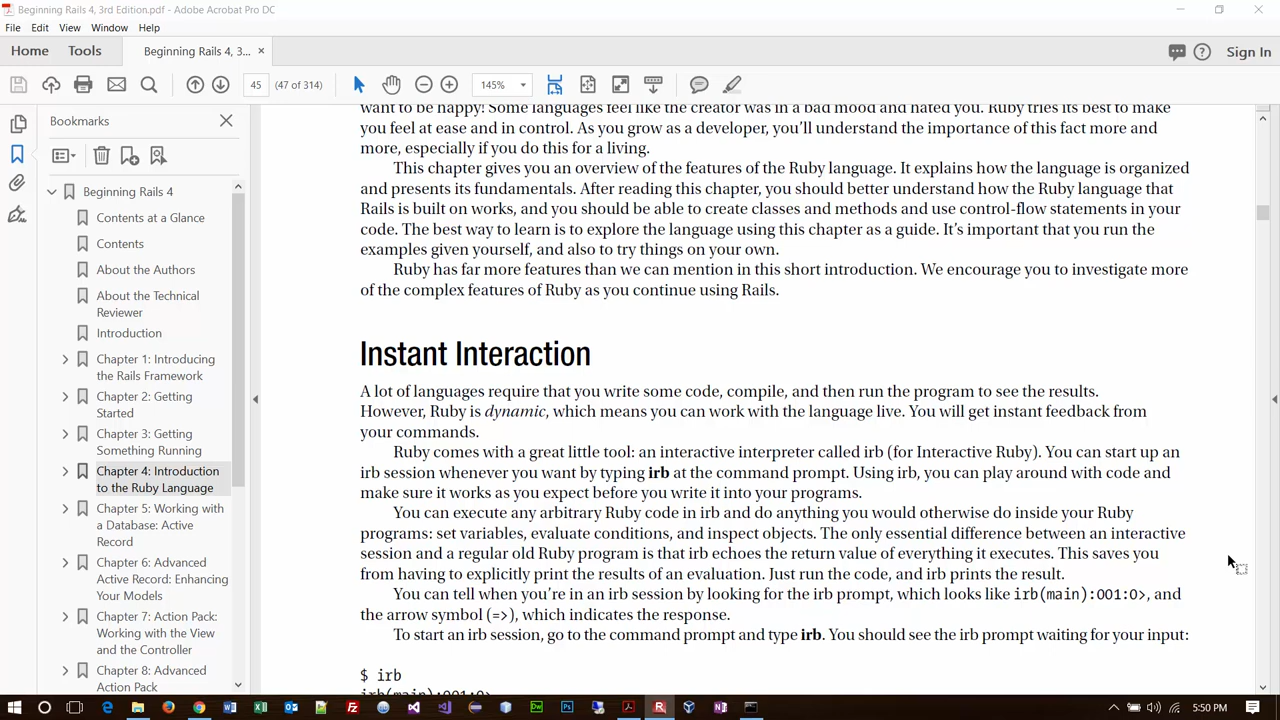 Beginning Rails 4, 3rd Edition.pdf - Adobe Acrobat Pro DC
File Edit View Window Help
Home Tools Beginning Rails 4, 3... × Sign In
45 (47 of 314) 145%
Bookmarks
Beginning Rails 4
Contents at a Glance
Contents
About the Authors
About the Technical
Reviewer
Introduction
Chapter 1: Introducing
the Rails Framework
Chapter 2: Getting
Started
Chapter 3: Getting
Something Running
Chapter 4: Introduction
to the Ruby Language
Chapter 5: Working with
a Database: Active
Record
Chapter 6: Advanced
Active Record: Enhancing
Your Models
Chapter 7: Action Pack:
Working with the View
and the Controller
Chapter 8: Advanced
Action Pack
want to be happy! Some languages feel like the creator was in a bad mood and hated you. Ruby tries its best to make
you feel at ease and in control. As you grow as a developer, you'll understand the importance of this fact more and
more, especially if you do this for a living.
This chapter gives you an overview of the features of the Ruby language. It explains how the language is organized
and presents its fundamentals. After reading this chapter, you should better understand how the Ruby language that
Rails is built on works, and you should be able to create classes and methods and use control-flow statements in your
code. The best way to learn is to explore the language using this chapter as a guide. It's important that you run the
examples given yourself, and also to try things on your own.
Ruby has far more features than we can mention in this short introduction. We encourage you to investigate more
of the complex features of Ruby as you continue using Rails.
Instant Interaction
A lot of languages require that you write some code, compile, and then run the program to see the results.
However, Ruby is dynamic, which means you can work with the language live. You will get instant feedback from
your commands.
Ruby comes with a great little tool: an interactive interpreter called irb (for Interactive Ruby). You can start up an
irb session whenever you want by typing irb at the command prompt. Using irb, you can play around with code and
make sure it works as you expect before you write it into your programs.
You can execute any arbitrary Ruby code in irb and do anything you would otherwise do inside your Ruby
programs: set variables, evaluate conditions, and inspect objects. The only essential difference between an interactive
session and a regular old Ruby program is that irb echoes the return value of everything it executes. This saves you
from having to explicitly print the results of an evaluation. Just run the code, and irb prints the result.
You can tell when you're in an irb session by looking for the irb prompt, which looks like irb(main):001:0>, and
the arrow symbol (=>), which indicates the response.
To start an irb session, go to the command prompt and type irb. You should see the irb prompt waiting for your input:
$ irb
irb(main):001:0>
5:50 PM